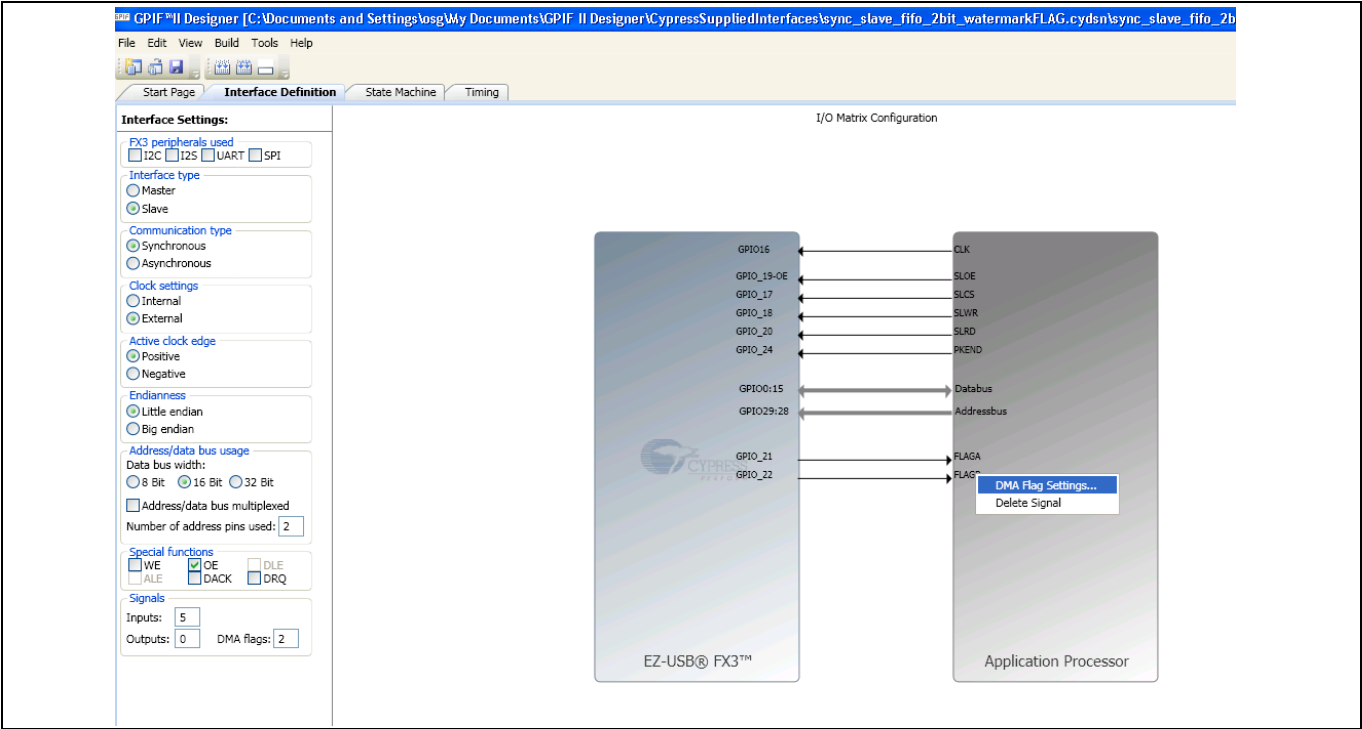 GPIF™II Designer [C:\Documents and Settings\osg\My Documents\GPIF II Designer\CypressSuppliedInterfaces\sync_slave_fifo_2bit_watermarkFLAG.cydsn\sync_slave_fifo_2b
File Edit View Build Tools Help
Start Page Interface Definition State Machine Timing
Interface Settings:
I/O Matrix Configuration
FX3 peripherals used
I2C I2S UART SPI
Interface type
Master
Slave
Communication type
Synchronous
Asynchronous
Clock settings
Internal
External
Active clock edge
Positive
Negative
Endianness
Little endian
Big endian
Address/data bus usage
Data bus width:
8 Bit 16 Bit 32 Bit
Address/data bus multiplexed
Number of address pins used: 2
Special functions
WE OE DLE
ALE DACK DRQ
Signals
Inputs: 5
Outputs: 0 DMA flags: 2
GPIO16 CLK
GPIO_19-OE SLOE
GPIO_17 SLCS
GPIO_18 SLWR
GPIO_20 SLRD
GPIO_24 PKEND
GPIO0:15 Databus
GPIO29:28 Addressbus
GPIO_21 FLAGA
CYPRESS
GPIO_22
DMA Flag Settings...
Delete Signal
EZ-USB® FX3™ Application Processor